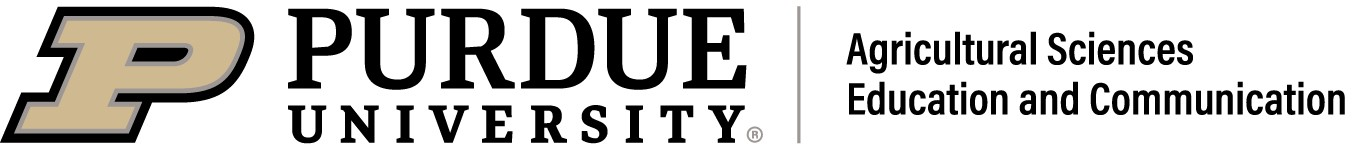 P
PURDUE
UNIVERSITY®
Agricultural Sciences
Education and Communication